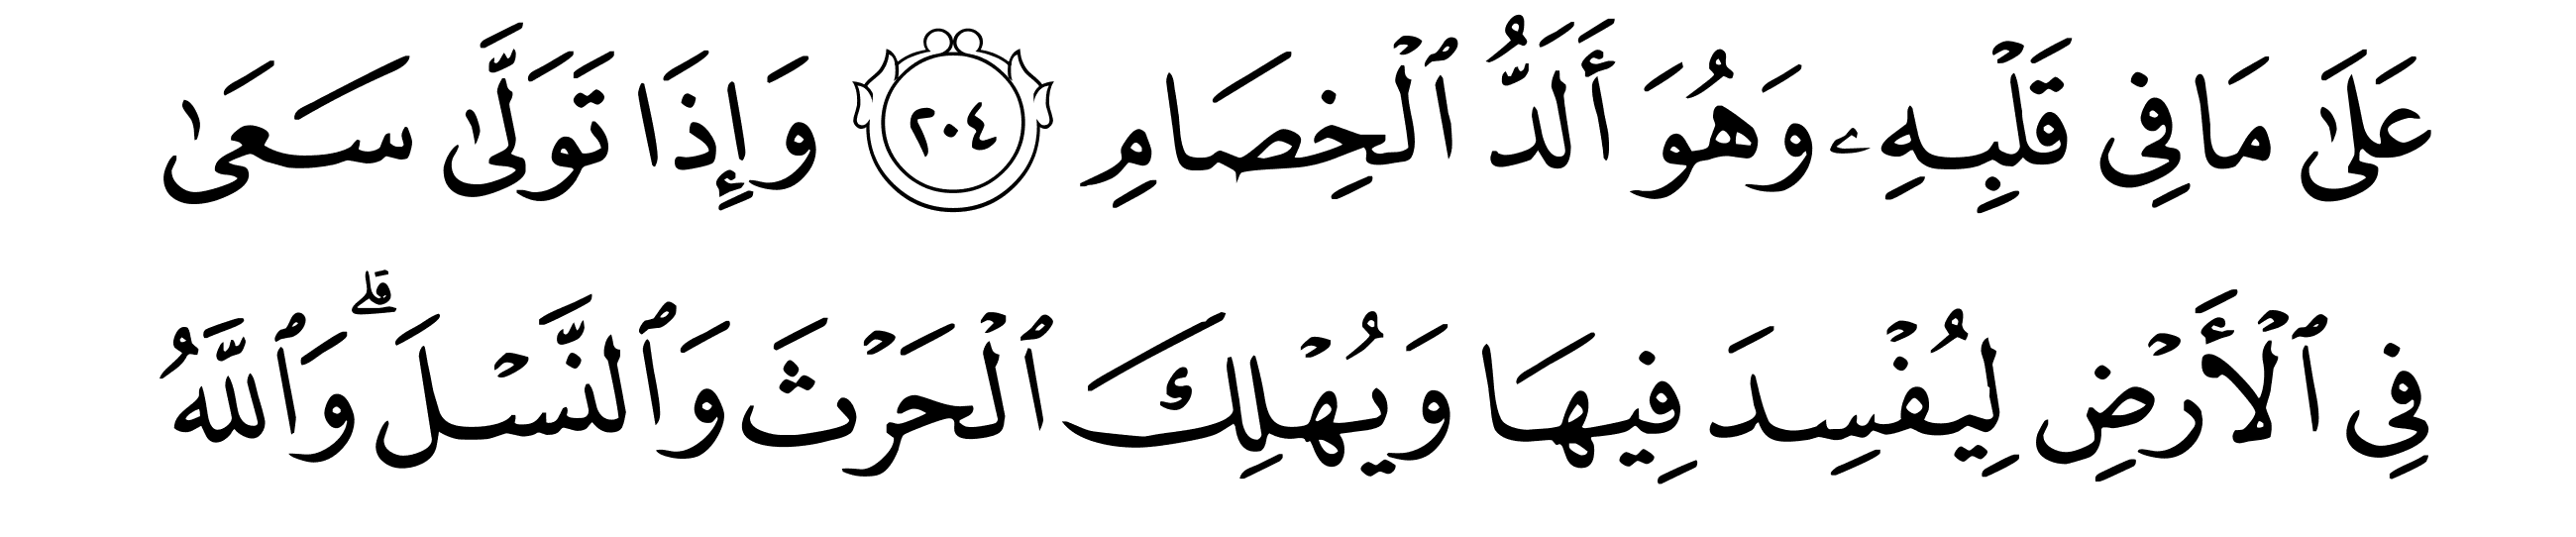 عَلَىٰ مَا فِي قَلْبِهِۦ وَهُوَ أَلَدُّ ٱلْخِصَامِ ٢٠٤ وَإِذَا تَوَلَّىٰ سَعَىٰ
فِي ٱلْأَرْضِ لِيُفْسِدَ فِيهَا وَيُهْلِكَ ٱلْحَرْثَ وَٱلنَّسْلَ ۗ وَٱللَّهُ